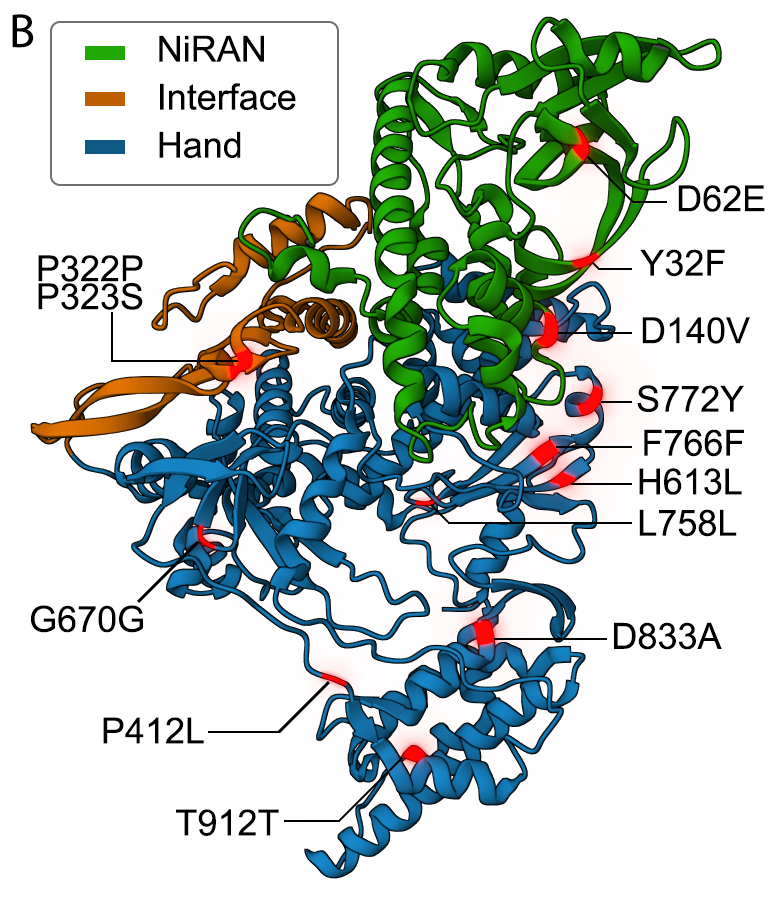 B
NiRAN
Interface
Hand
D62E
P322P
P323S
Y32F
D140V
S772Y
F766F
H613L
L758L
G670G
D833A
P412L
T912T